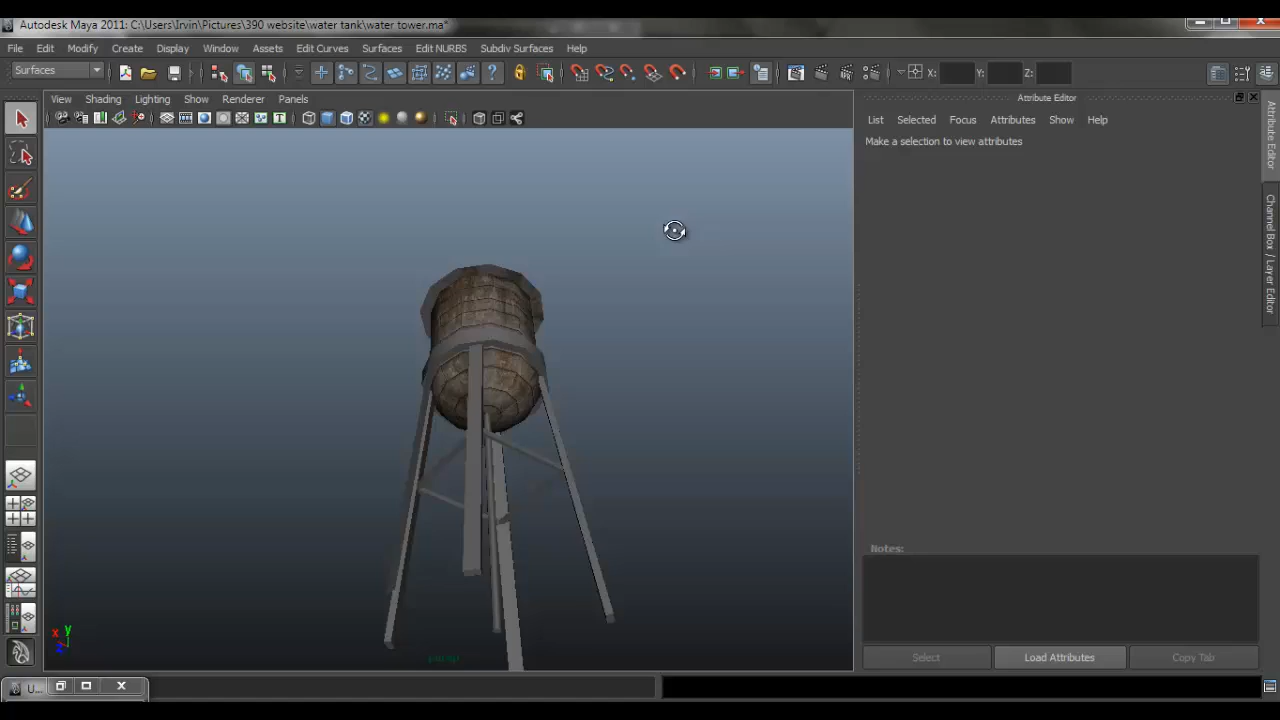 Autodesk Maya 2011: C:\Users\Irvin\Pictures\390 website\water tank\water tower.ma*
File Edit Modify Create Display Window Assets Edit Curves Surfaces Edit NURBS Subdiv Surfaces Help
Surfaces X: Y: Z:
View Shading Lighting Show Renderer Panels
Attribute Editor
List Selected Focus Attributes Show Help
Make a selection to view attributes
Attribute Editor
Channel Box / Layer Editor
Notes:
x y
z
persp
Select Load Attributes Copy Tab
U...